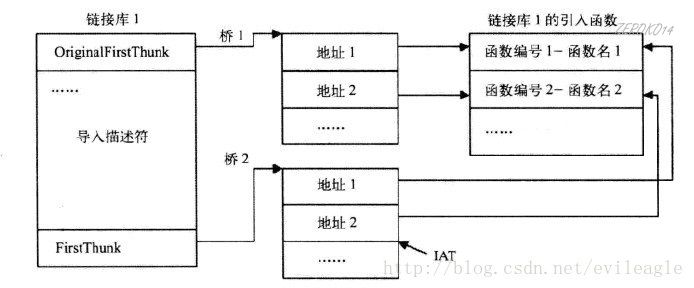 链接库 1
OriginalFirstThunk
......
导入描述符
FirstThunk
桥 1
地址 1
地址 2
......
桥 2
地址 1
地址 2
......
IAT
链接库 1 的引入函数
函数编号 1- 函数名 1
函数编号 2- 函数名 2
......
http://blog.csdn.net/evileagle